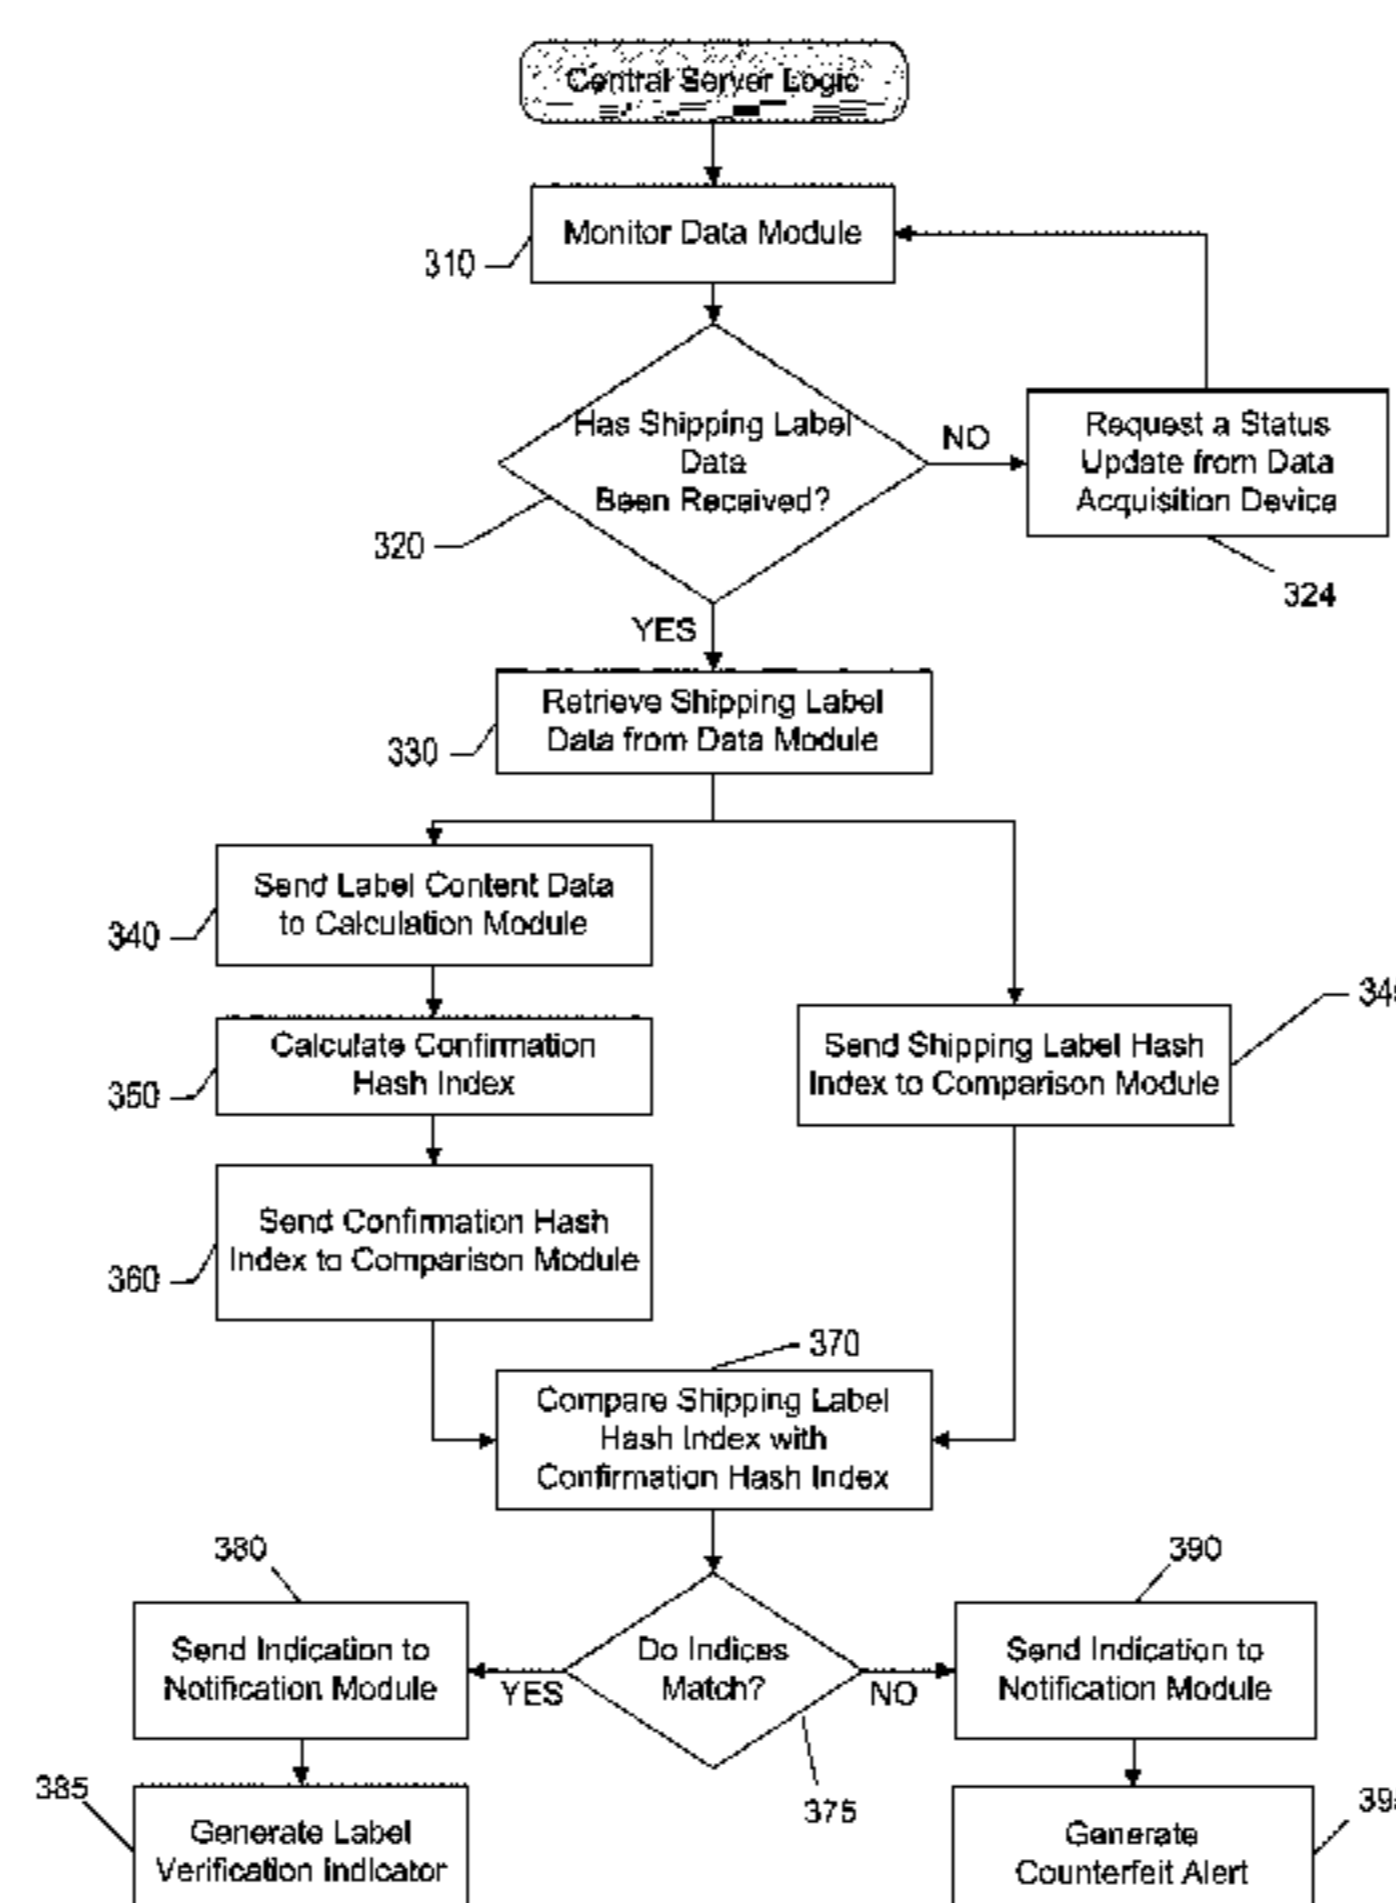 Central Server Logic
Monitor Data Module
310
Has Shipping Label
Data
Been Received?
NO
Request a Status
Update from Data
Acquisition Device
320
324
YES
Retrieve Shipping Label
Data from Data Module
330
Send Label Content Data
to Calculation Module
340
Calculate Confirmation
Hash Index
350
Send Shipping Label Hash
Index to Comparison Module
Send Confirmation Hash
Index to Comparison Module
360
370
Compare Shipping Label
Hash Index with
Confirmation Hash Index
380
390
Send Indication to
Notification Module
YES
Do Indices
Match?
NO
Send Indication to
Notification Module
375
385
Generate Label
Verification Indicator
Generate
Counterfeit Alert